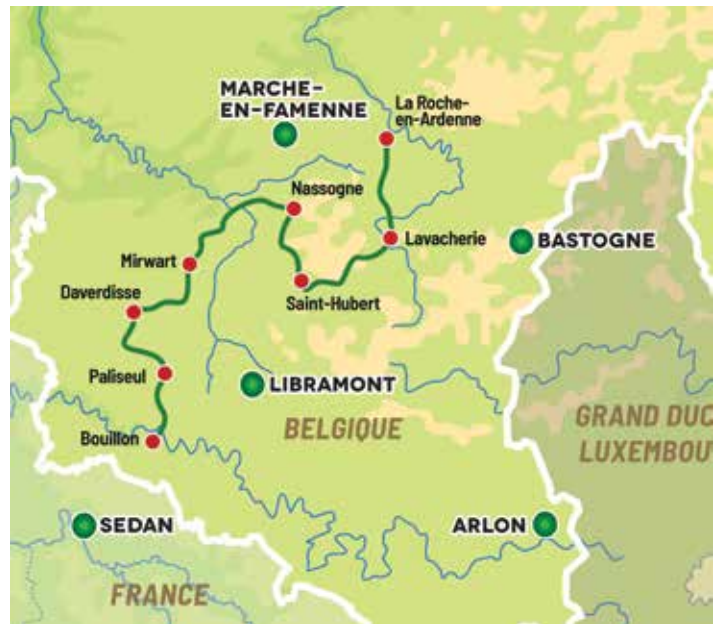 MARCHE-
EN-FAMENNE
La Roche-
en-Ardenne
Nassogne
Lavacherie
BASTOGNE
Mirwart
Daverdisse
Saint-Hubert
Paliseul
LIBRAMONT
BELGIQUE
GRAND DUC
LUXEMBOU
Bouillon
SEDAN
ARLON
FRANCE